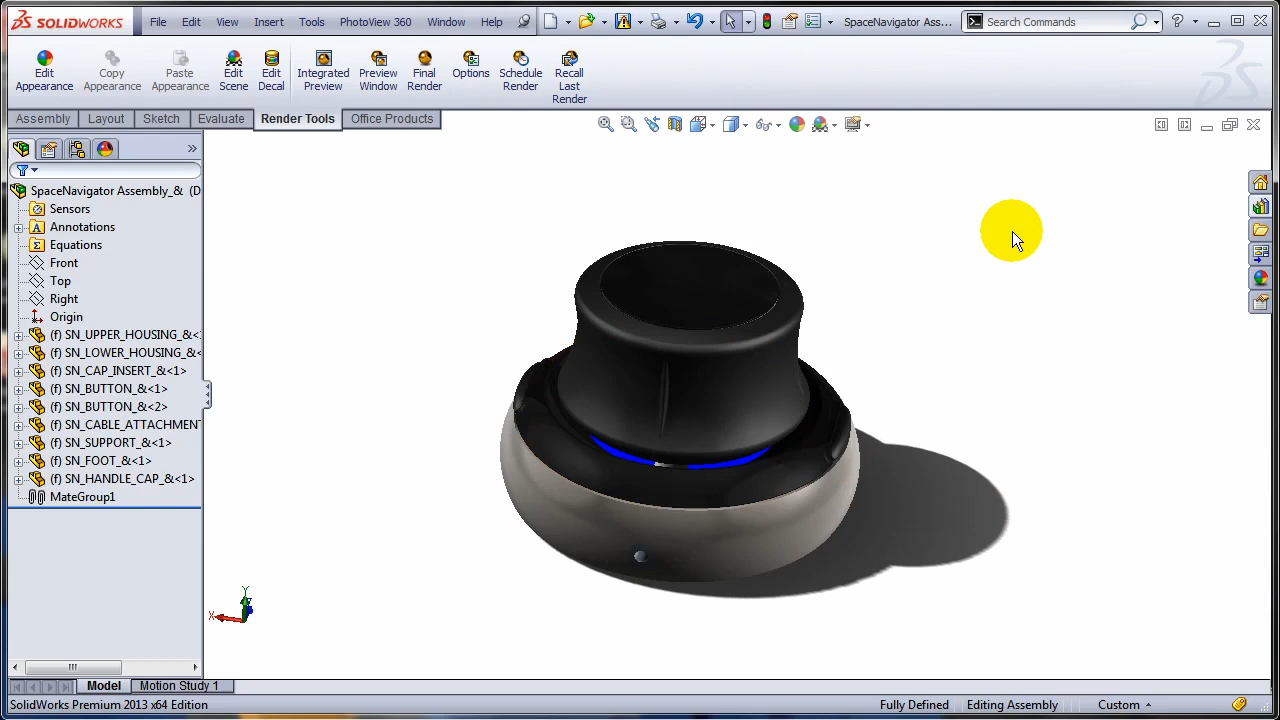 SOLIDWORKS File Edit View Insert Tools PhotoView 360 Window Help SpaceNavigator Ass... Search Commands
Edit Appearance
Copy Appearance
Paste Appearance
Edit Scene
Edit Decal
Integrated Preview
Preview Window
Final Render
Options
Schedule Render
Recall Last Render
Assembly Layout Sketch Evaluate Render Tools Office Products
SpaceNavigator Assembly_& (D
Sensors
Annotations
Equations
Front
Top
Right
Origin
(f) SN_UPPER_HOUSING_&<
(f) SN_LOWER_HOUSING_&<
(f) SN_CAP_INSERT_&<1>
(f) SN_BUTTON_&<1>
(f) SN_BUTTON_&<2>
(f) SN_CABLE_ATTACHMENT
(f) SN_SUPPORT_&<1>
(f) SN_FOOT_&<1>
(f) SN_HANDLE_CAP_&<1>
MateGroup1
Y
X
Model Motion Study 1
SolidWorks Premium 2013 x64 Edition Fully Defined Editing Assembly Custom